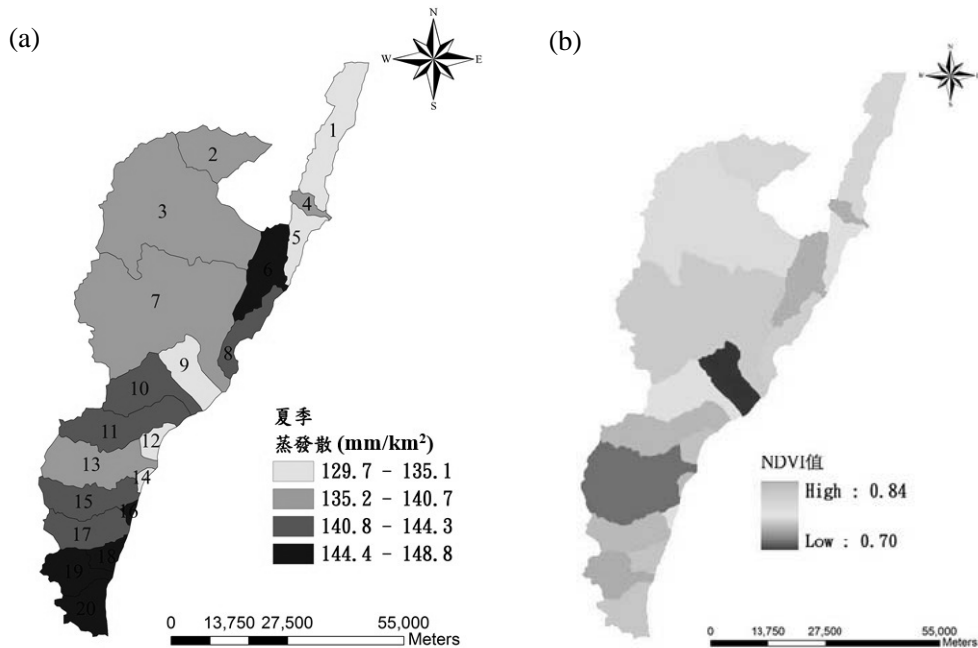 (a)
N
W E
S
1
2
3
4
5
6
7
8
9
10
11
12
13
14
15
16
17
18
19
20
夏季
蒸發散 (mm/km²)
129.7 - 135.1
135.2 - 140.7
140.8 - 144.3
144.4 - 148.8
0 13,750 27,500 55,000
Meters
(b)
N
S
NDVI值
High : 0.84
Low : 0.70
0 13,750 27,500 55,000
Meters